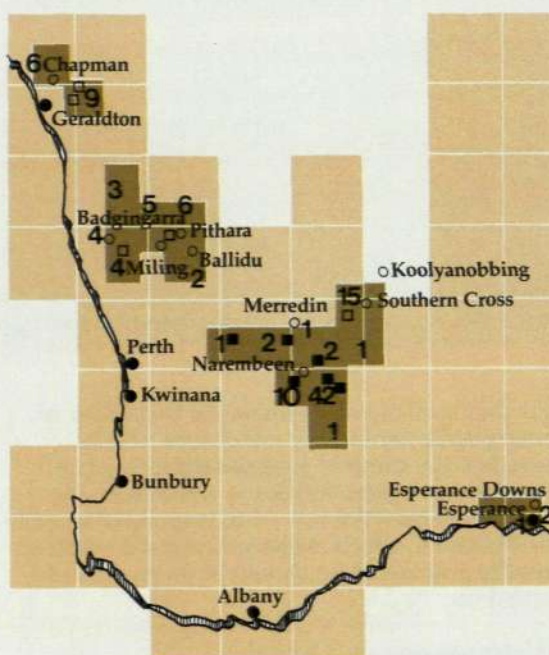 6 Chapman
9
Geraldton
3
5 6
Badgingarra
4 Pithara
4 Miling
Ballidu
2
Koolyanobbing
15 Southern Cross
Merredin
1
1 2 2 1
Perth
Narembeen
10 42
Kwinana
1
Bunbury
Esperance Downs
Esperance
2
Albany